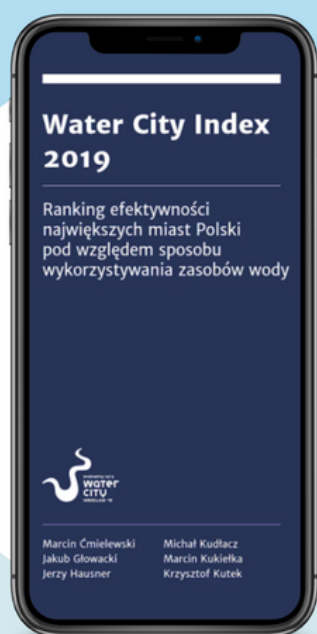 Water City Index
2019
Ranking efektywności
największych miast Polski
pod względem sposobu
wykorzystywania zasobów wody
water
city
Marcin Ćmielewski
Jakub Głowacki
Jerzy Hausner
Michał Kudłacz
Marcin Kukiełka
Krzysztof Kutek